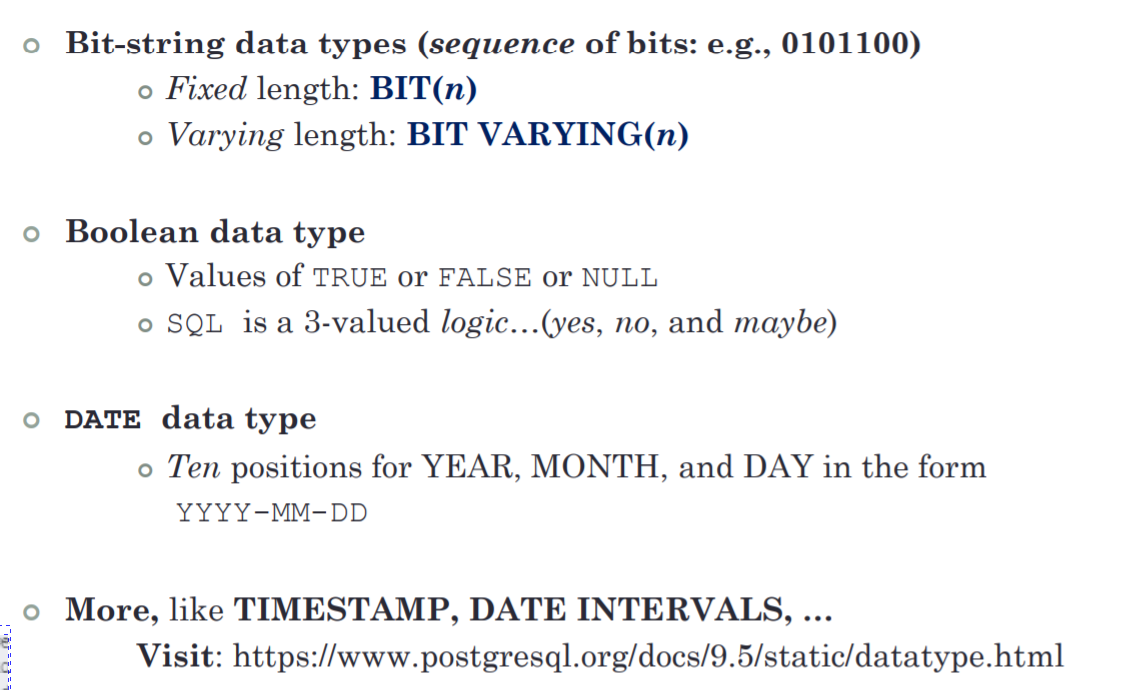 Bit-string data types (sequence of bits: e.g., 0101100)
Fixed length: BIT(n)
Varying length: BIT VARYING(n)
Boolean data type
Values of TRUE or FALSE or NULL
SQL is a 3-valued logic...(yes, no, and maybe)
DATE data type
Ten positions for YEAR, MONTH, and DAY in the form
YYYY-MM-DD
More, like TIMESTAMP, DATE INTERVALS, ...
Visit: https://www.postgresql.org/docs/9.5/static/datatype.html